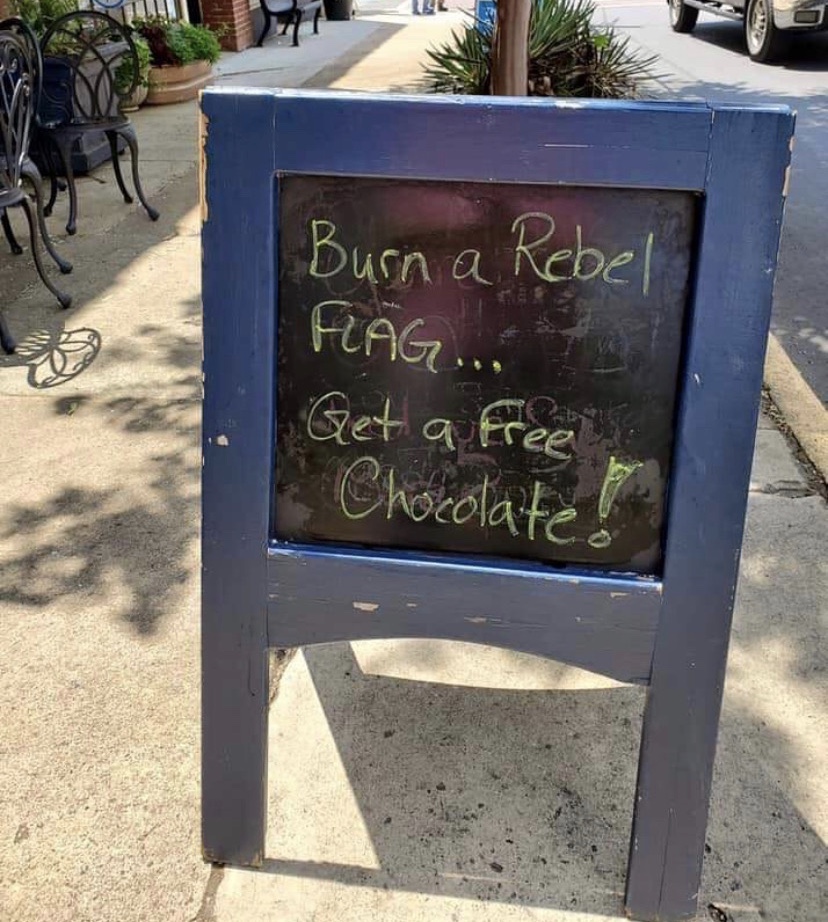 Burn a Rebel
FLAG...
Get a Free
Chocolate!